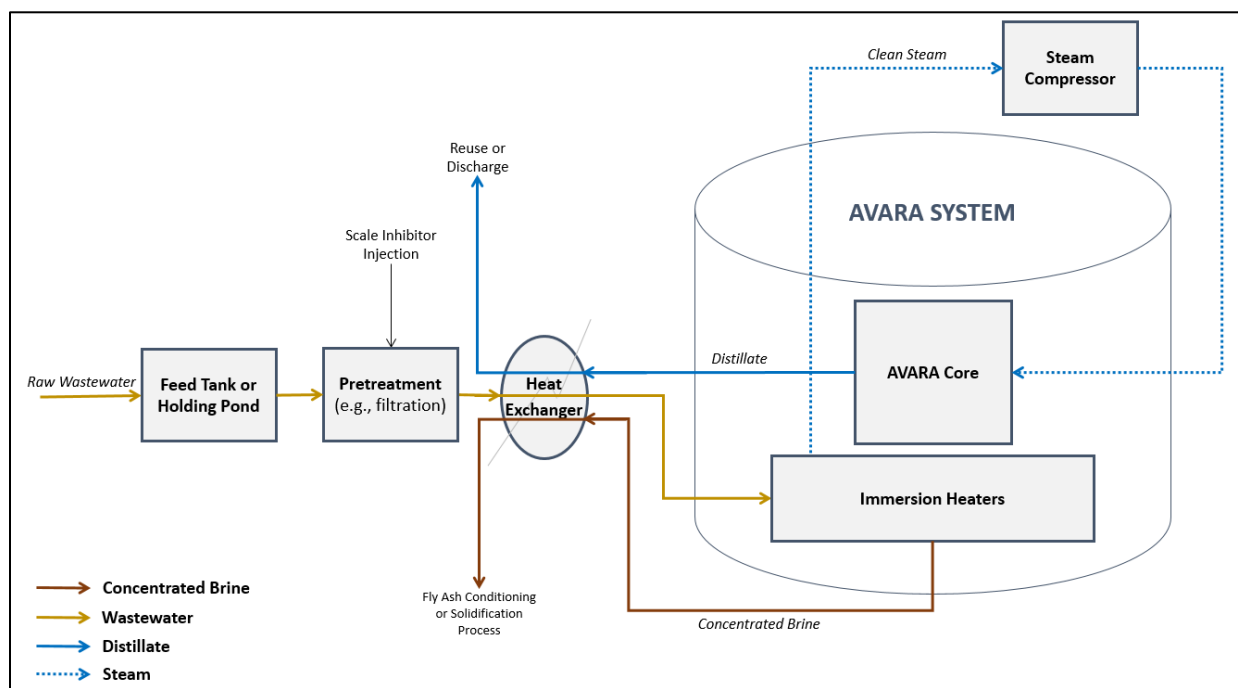 Clean Steam
Steam
Compressor
Reuse or
Discharge
AVARA SYSTEM
Scale Inhibitor
Injection
Raw Wastewater
Feed Tank or
Holding Pond
Pretreatment
(e.g., filtration)
Heat
Exchanger
Distillate
AVARA Core
Immersion Heaters
Fly Ash Conditioning
or Solidification
Process
Concentrated Brine
Concentrated Brine
Wastewater
Distillate
Steam